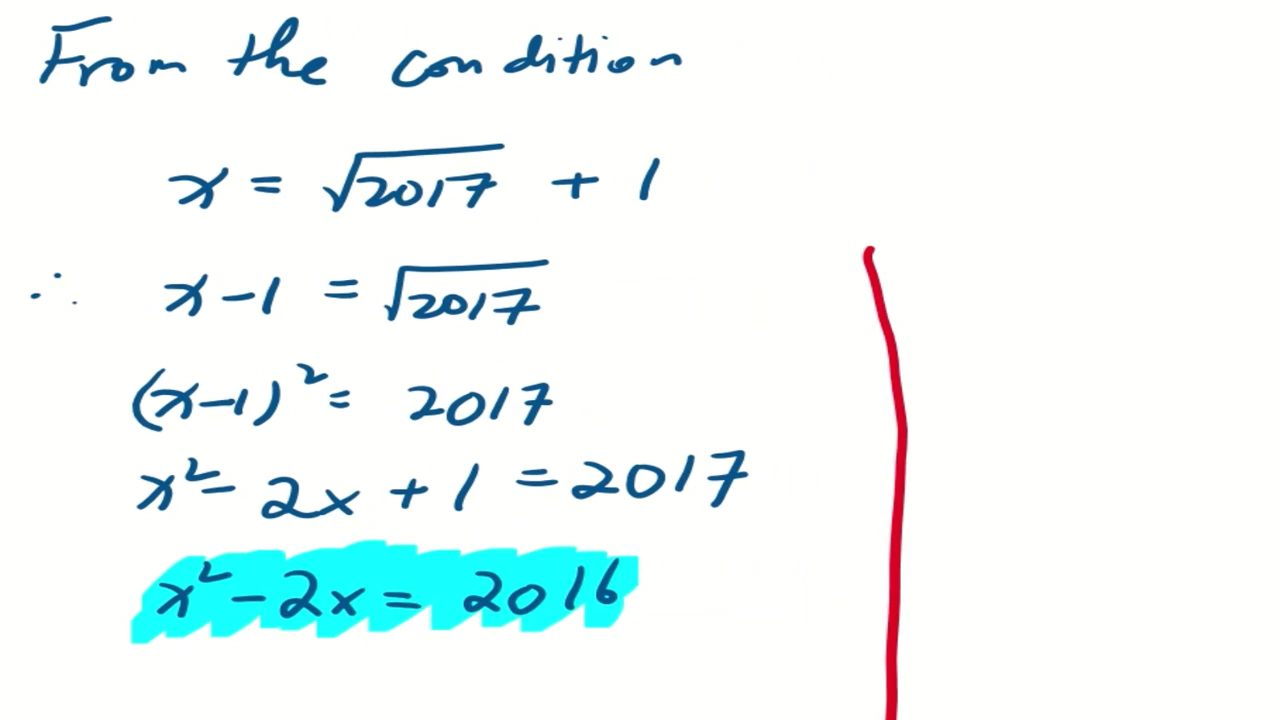 From the condition
x = √2017 + 1
∴ x-1 = √2017
(x-1)² = 2017
x² - 2x + 1 = 2017
x² - 2x = 2016